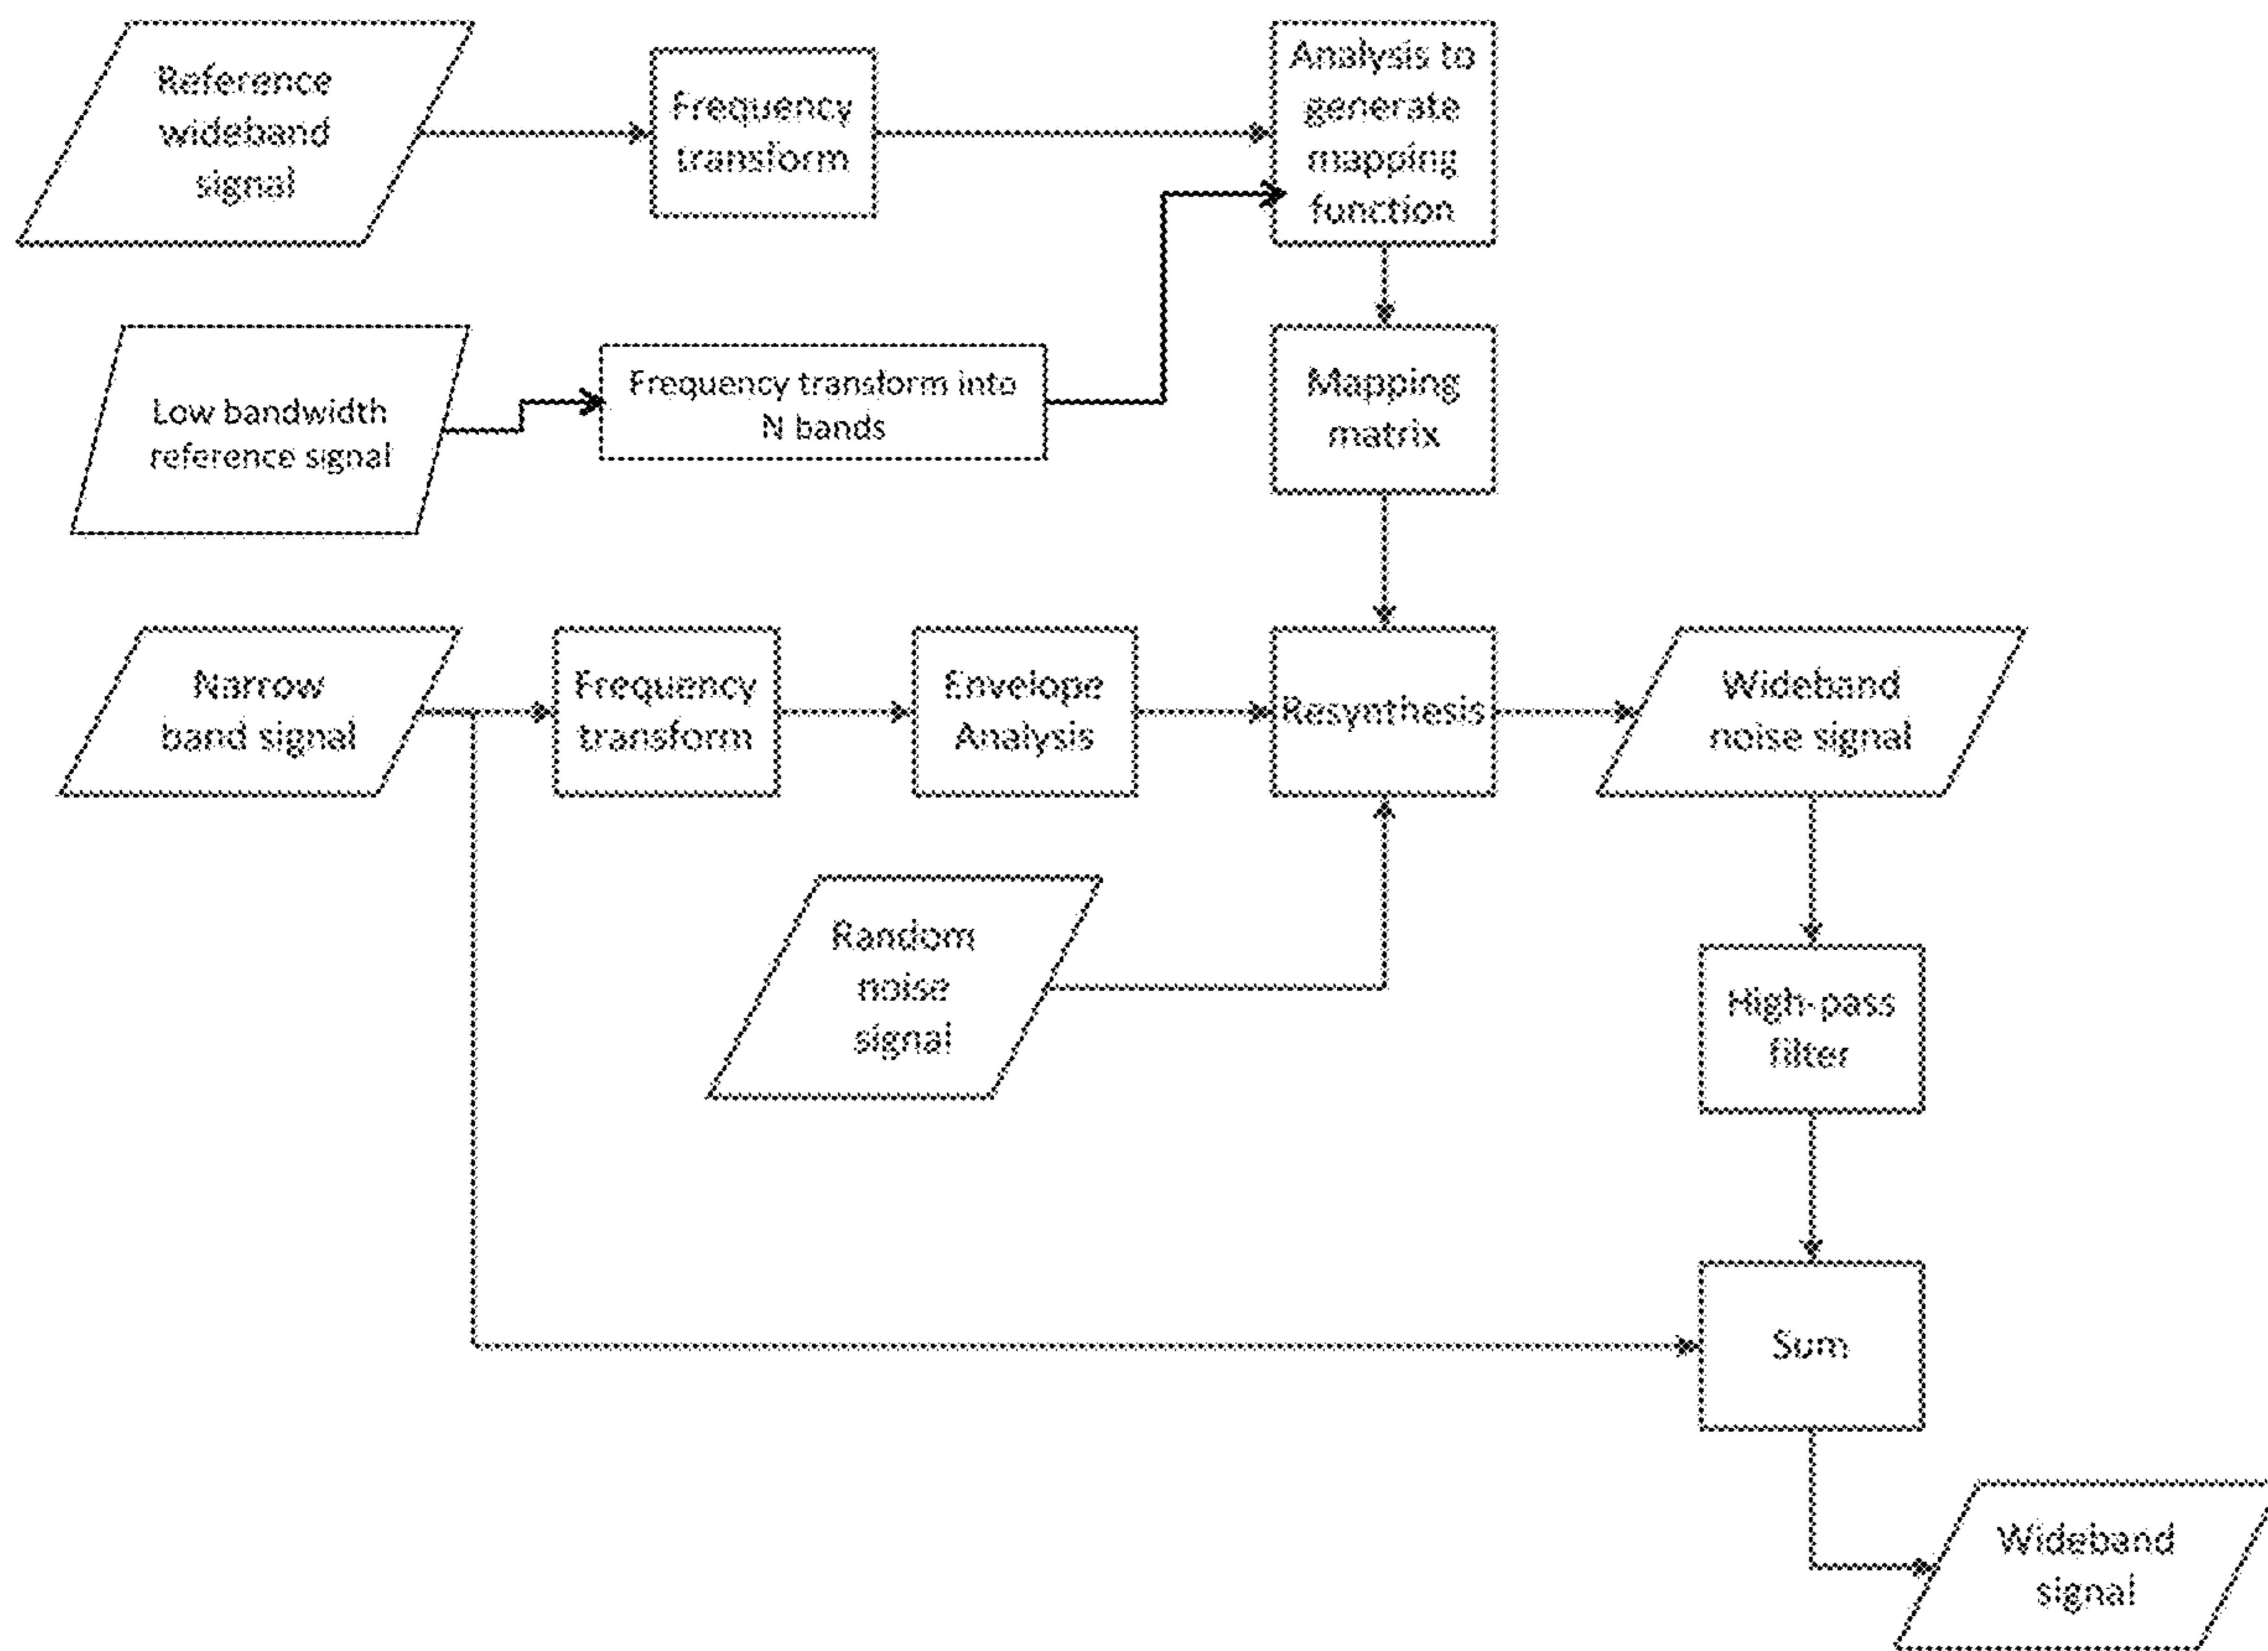 Reference
wideband
signal
Frequency
transform
Analysis to
generate
mapping
function
Low bandwidth
reference signal
Frequency transform into
N bands
Mapping
matrix
Narrow
band signal
Frequency
transform
Envelope
Analysis
Resynthesis
Wideband
noise signal
Random
noise
signal
High-pass
filter
Sum
Wideband
signal